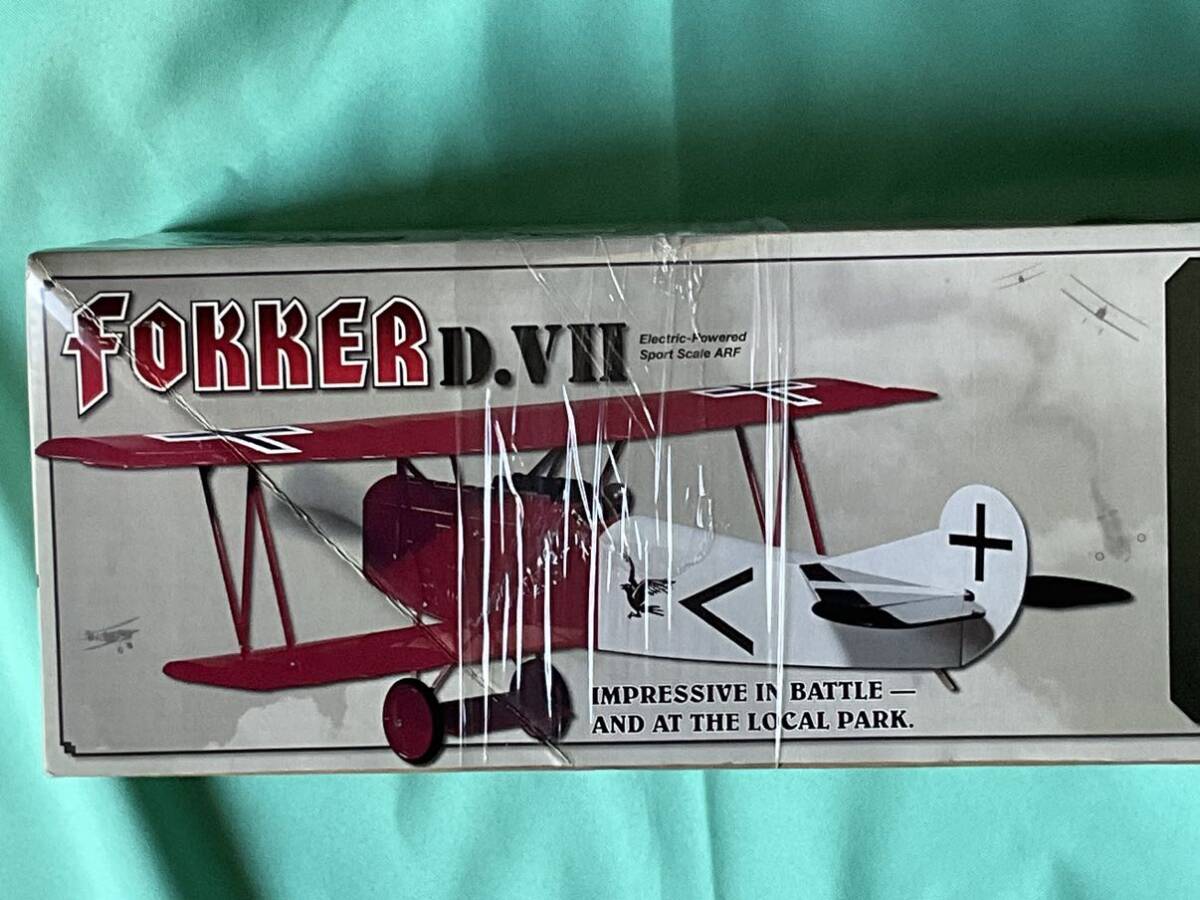 FOKKER D.VII
Electric-Powered
Sport Scale ARF
IMPRESSIVE IN BATTLE —
AND AT THE LOCAL PARK.